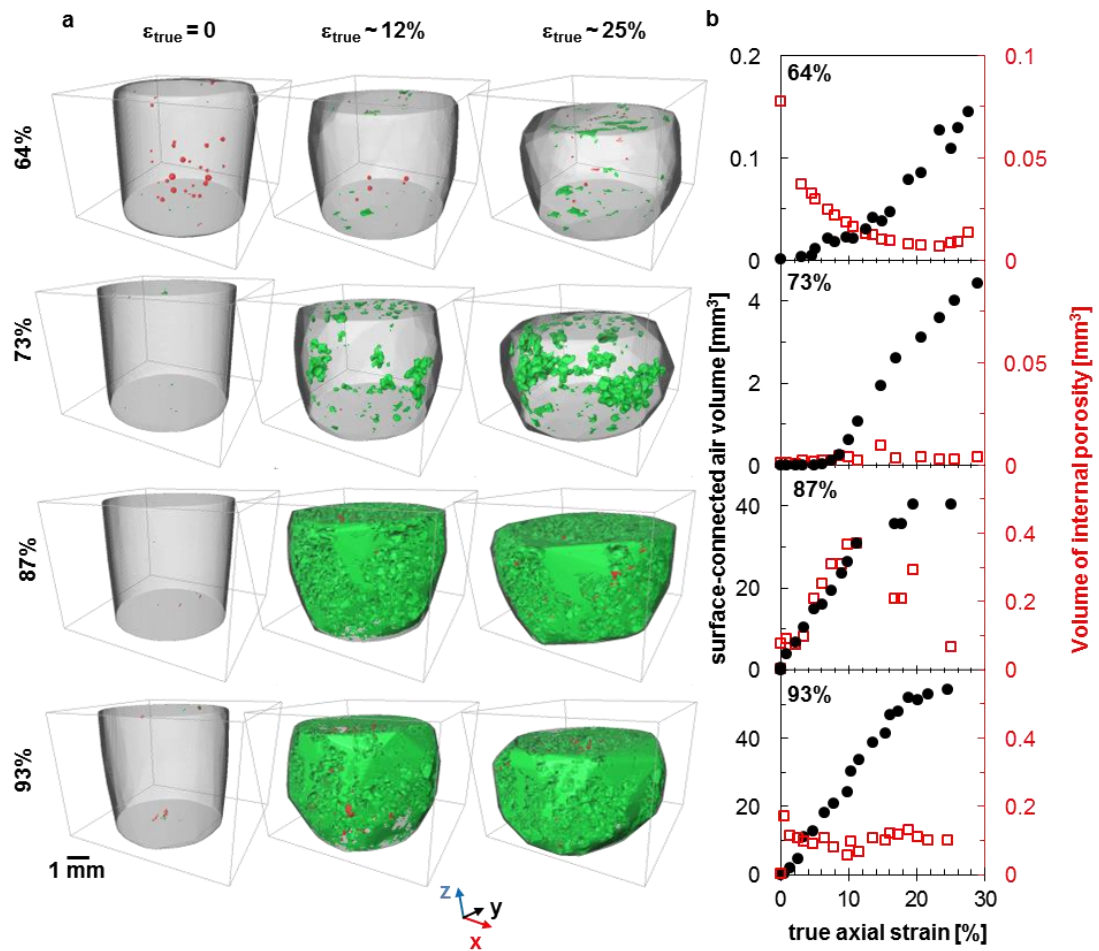 a
b
ε_true = 0
ε_true ~ 12%
ε_true ~ 25%
64%
73%
87%
93%
1 mm
z
y
x
64%
0.2
0.1
0
0.1
0.05
0
73%
4
2
0
0.05
0
87%
40
20
0
0.4
0.2
0
93%
40
20
0
0.4
0.2
0
0
10
20
30
surface-connected air volume [mm³]
Volume of internal porosity [mm³]
true axial strain [%]